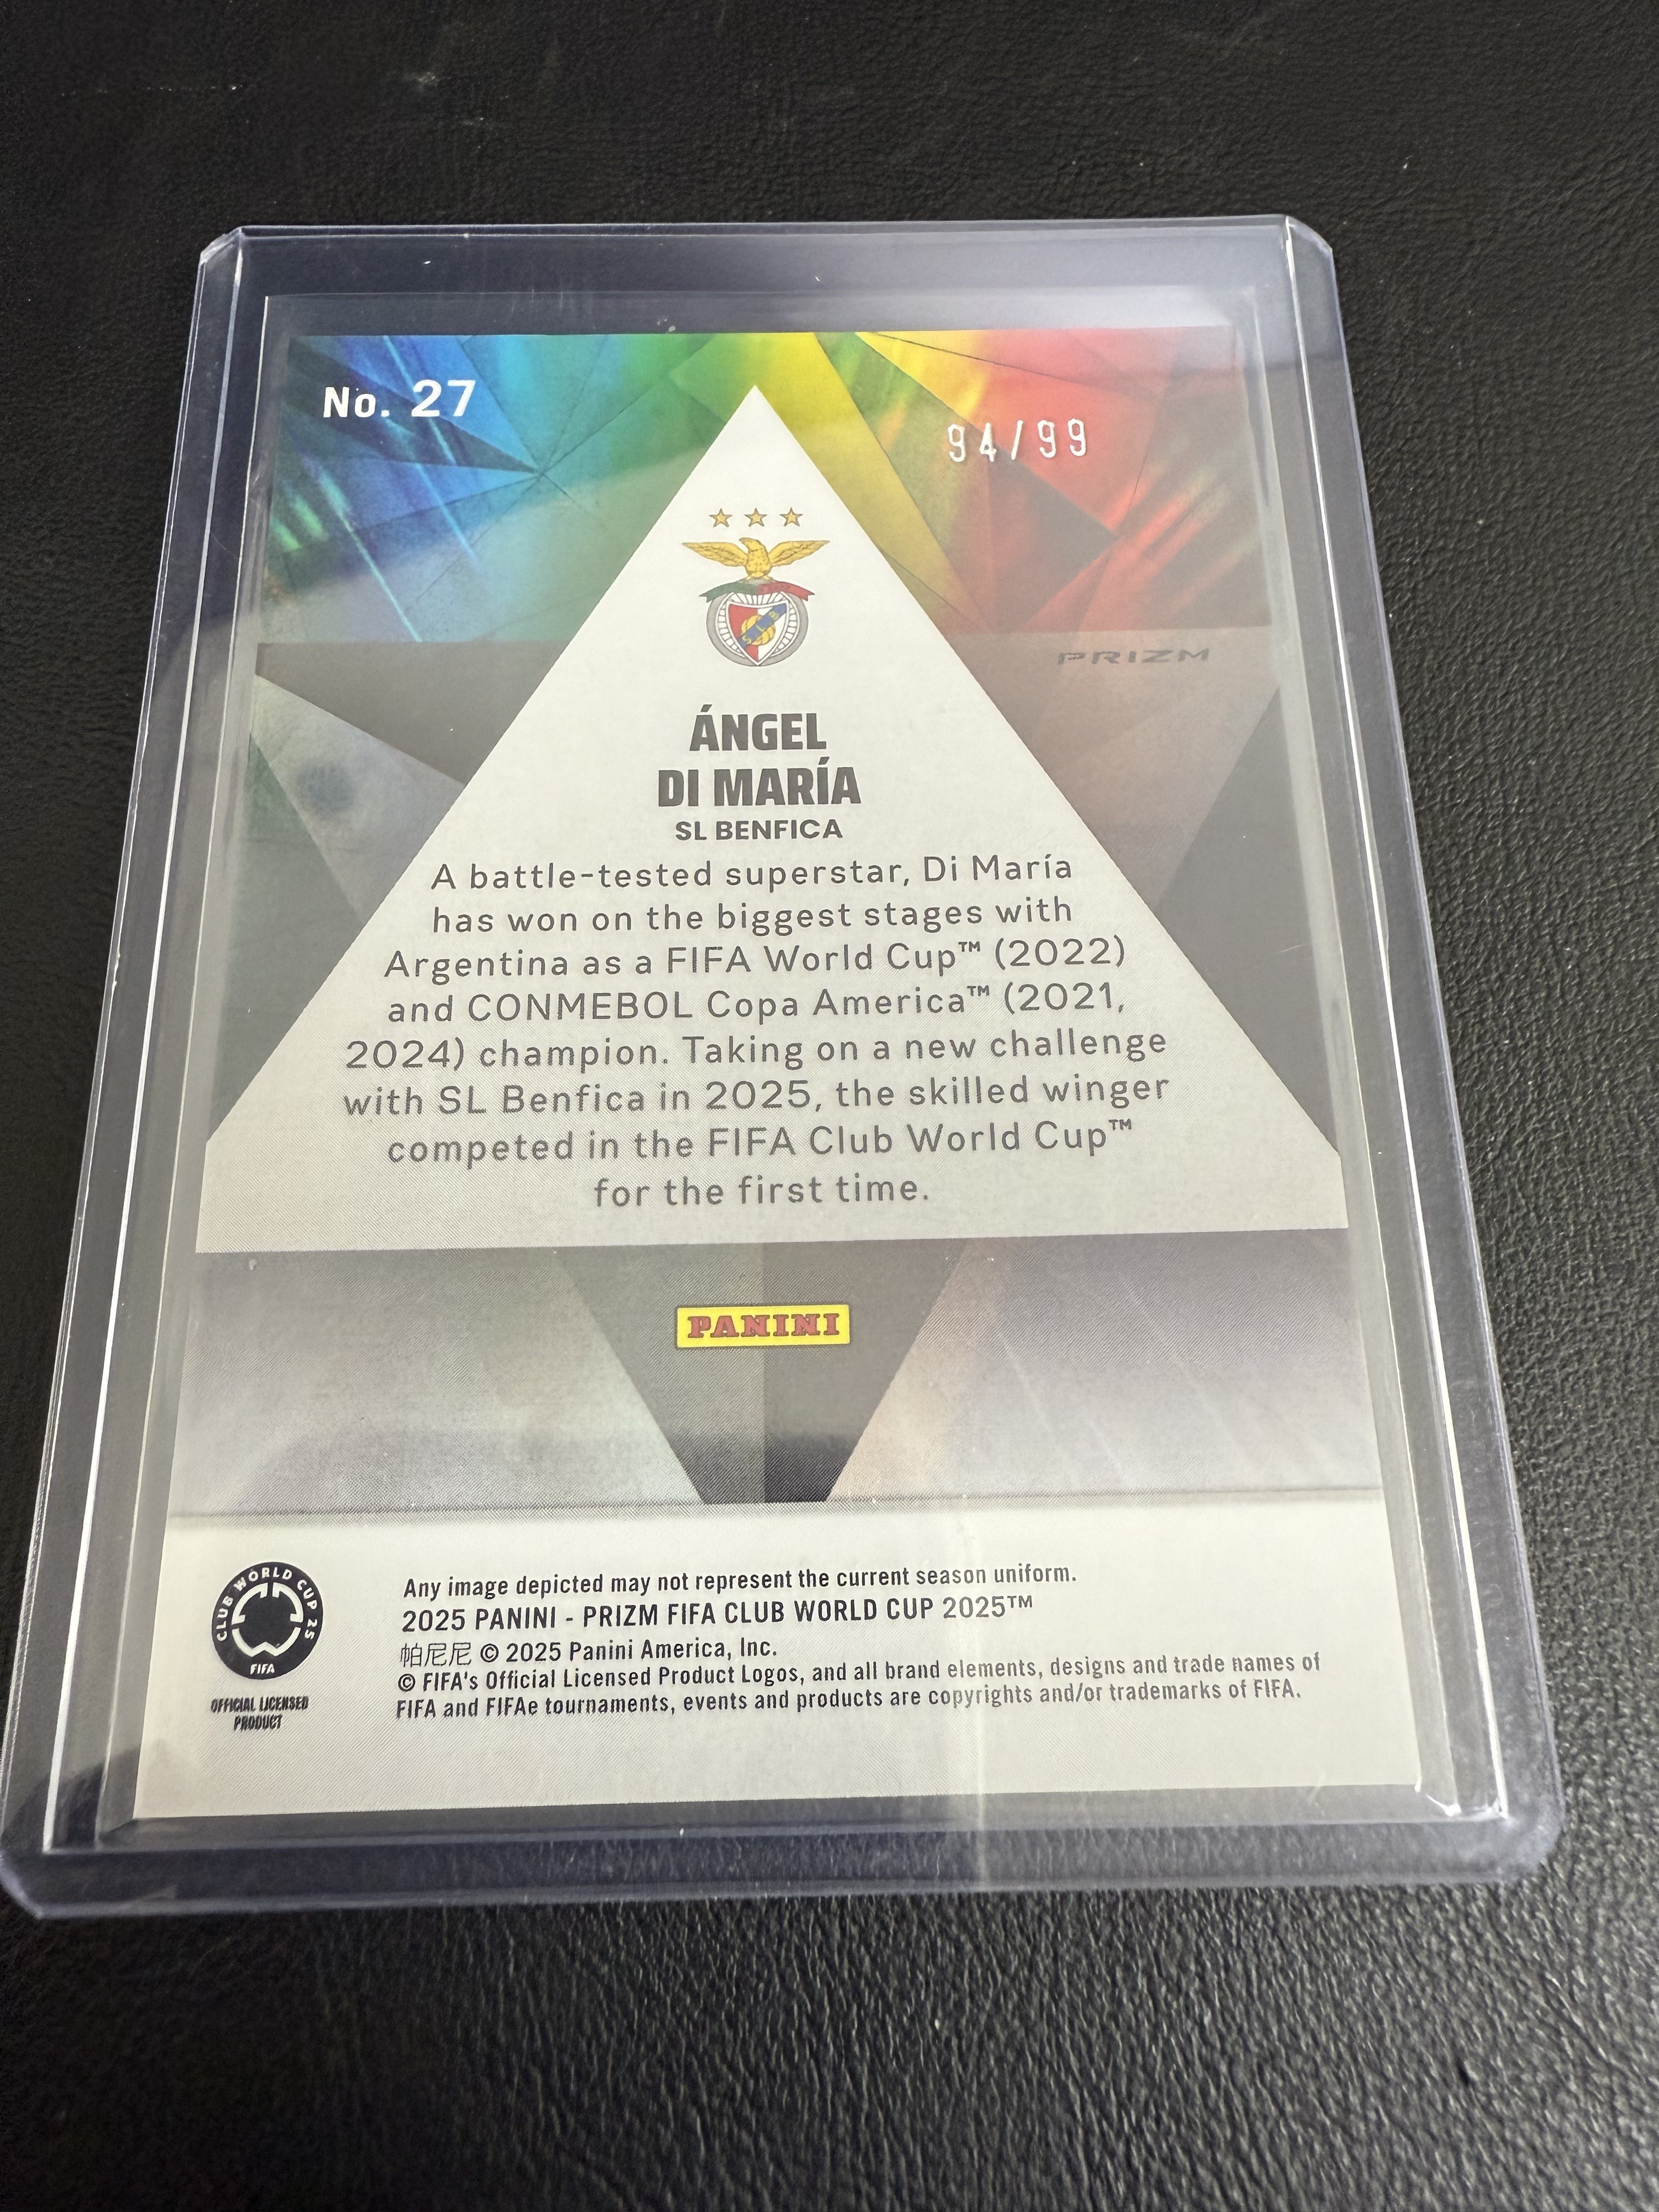 No. 27
94/99
PRIZM
SLB
ÁNGEL
DI MARÍA
SL BENFICA
A battle-tested superstar, Di María
has won on the biggest stages with
Argentina as a FIFA World Cup™ (2022)
and CONMEBOL Copa America™ (2021,
2024) champion. Taking on a new challenge
with SL Benfica in 2025, the skilled winger
competed in the FIFA Club World Cup™
for the first time.
PANINI
CLUB WORLD CUP 25
FIFA
OFFICIAL LICENSED
PRODUCT
Any image depicted may not represent the current season uniform.
2025 PANINI - PRIZM FIFA CLUB WORLD CUP 2025™
帕尼尼 © 2025 Panini America, Inc.
© FIFA's Official Licensed Product Logos, and all brand elements, designs and trade names of
FIFA and FIFAe tournaments, events and products are copyrights and/or trademarks of FIFA.